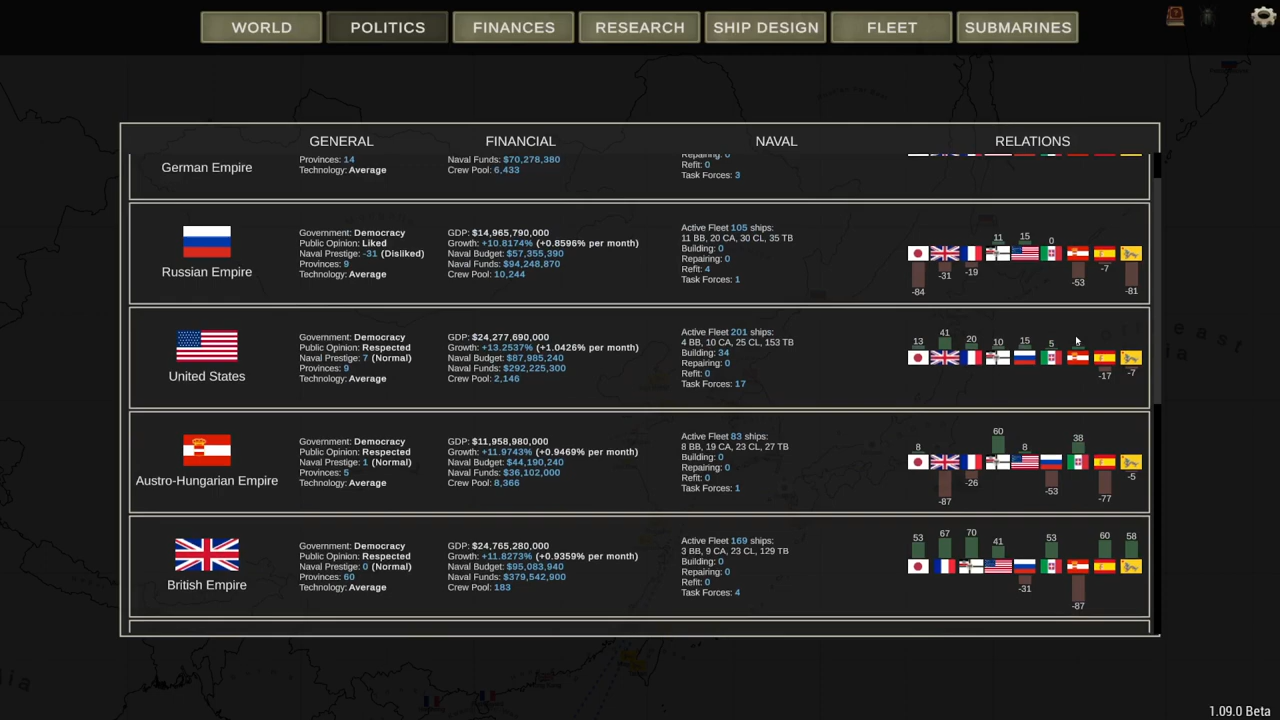 WORLD
POLITICS
FINANCES
RESEARCH
SHIP DESIGN
FLEET
SUBMARINES
GENERAL
FINANCIAL
NAVAL
RELATIONS
German Empire
Provinces: 14
Technology: Average
Naval Funds: $70,278,380
Crew Pool: 6,433
Repairing: 0
Refit: 0
Task Forces: 3
Russian Empire
Government: Democracy
Public Opinion: Liked
Naval Prestige: -31 (Disliked)
Provinces: 9
Technology: Average
GDP: $14,965,790,000
Growth: +10.8174% (+0.8596% per month)
Naval Budget: $57,355,390
Naval Funds: $94,248,870
Crew Pool: 10,244
Active Fleet 105 ships:
11 BB, 20 CA, 30 CL, 35 TB
Building: 0
Repairing: 0
Refit: 4
Task Forces: 1
11 15 0
-84 -31 -19 -53 -7 -81
United States
Government: Democracy
Public Opinion: Respected
Naval Prestige: 7 (Normal)
Provinces: 9
Technology: Average
GDP: $24,277,690,000
Growth: +13.2537% (+1.0426% per month)
Naval Budget: $87,985,240
Naval Funds: $292,225,300
Crew Pool: 2,146
Active Fleet 201 ships:
4 BB, 10 CA, 25 CL, 153 TB
Building: 34
Repairing: 0
Refit: 0
Task Forces: 17
13 41 20 10 15 5
-17 -7
Austro-Hungarian Empire
Government: Democracy
Public Opinion: Respected
Naval Prestige: 1 (Normal)
Provinces: 5
Technology: Average
GDP: $11,958,980,000
Growth: +11.9743% (+0.9469% per month)
Naval Budget: $44,190,240
Naval Funds: $36,102,000
Crew Pool: 8,366
Active Fleet 83 ships:
8 BB, 19 CA, 23 CL, 27 TB
Building: 0
Repairing: 0
Refit: 0
Task Forces: 1
8 60 8 38
-87 -26 -53 -77 -5
British Empire
Government: Democracy
Public Opinion: Respected
Naval Prestige: 0 (Normal)
Provinces: 60
Technology: Average
GDP: $24,765,280,000
Growth: +11.8273% (+0.9359% per month)
Naval Budget: $95,083,940
Naval Funds: $379,542,900
Crew Pool: 183
Active Fleet 169 ships:
3 BB, 9 CA, 23 CL, 129 TB
Building: 0
Repairing: 0
Refit: 0
Task Forces: 4
53 67 70 41 53 60 58
-31 -87
1.09.0 Beta